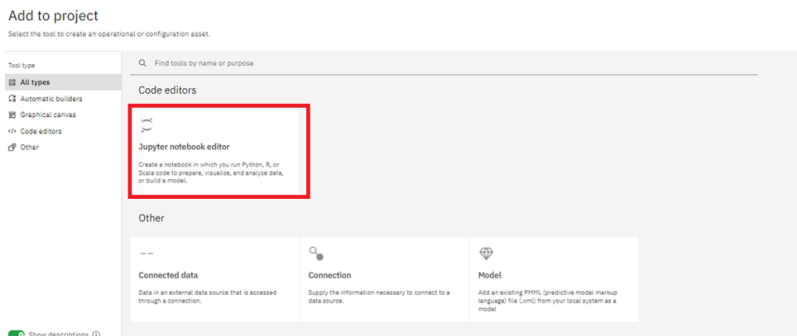 Add to project
Select the tool to create an operational or configuration asset.
Tool type
All types
Automatic builders
Graphical canvas
Code editors
Other
Find tools by name or purpose
Code editors
Jupyter notebook editor
Create a notebook in which you run Python, R, or
Scala code to prepare, visualize, and analyze data,
or build a model.
Other
Connected data
Data in an external data source that is accessed
through a connection.
Connection
Supply the information necessary to connect to a
data source.
Model
Add an existing PMML (predictive model markup
language) file (.xml) from your local system as a
model
Show descriptions